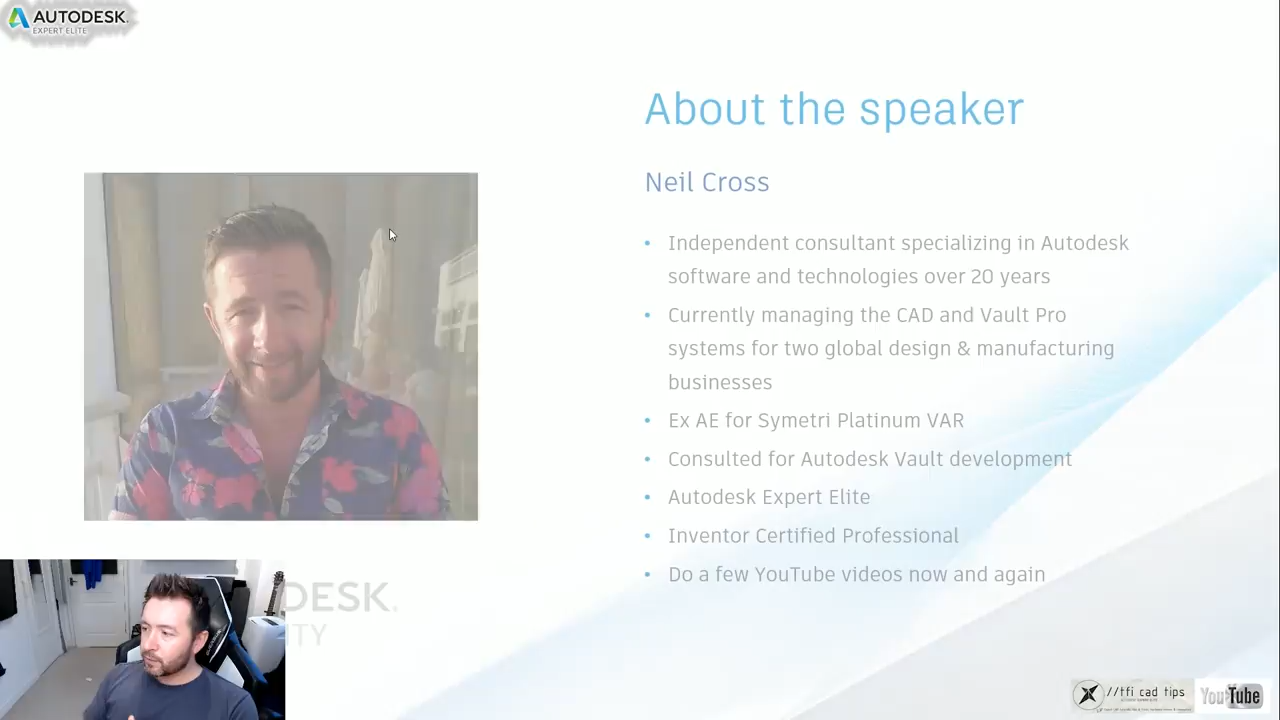 AUTODESK.
EXPERT ELITE
About the speaker
Neil Cross
• Independent consultant specializing in Autodesk
software and technologies over 20 years
• Currently managing the CAD and Vault Pro
systems for two global design & manufacturing
businesses
• Ex AE for Symetri Platinum VAR
• Consulted for Autodesk Vault development
• Autodesk Expert Elite
• Inventor Certified Professional
• Do a few YouTube videos now and again
DESK.
ITY
//tfi cad tips
YouTube